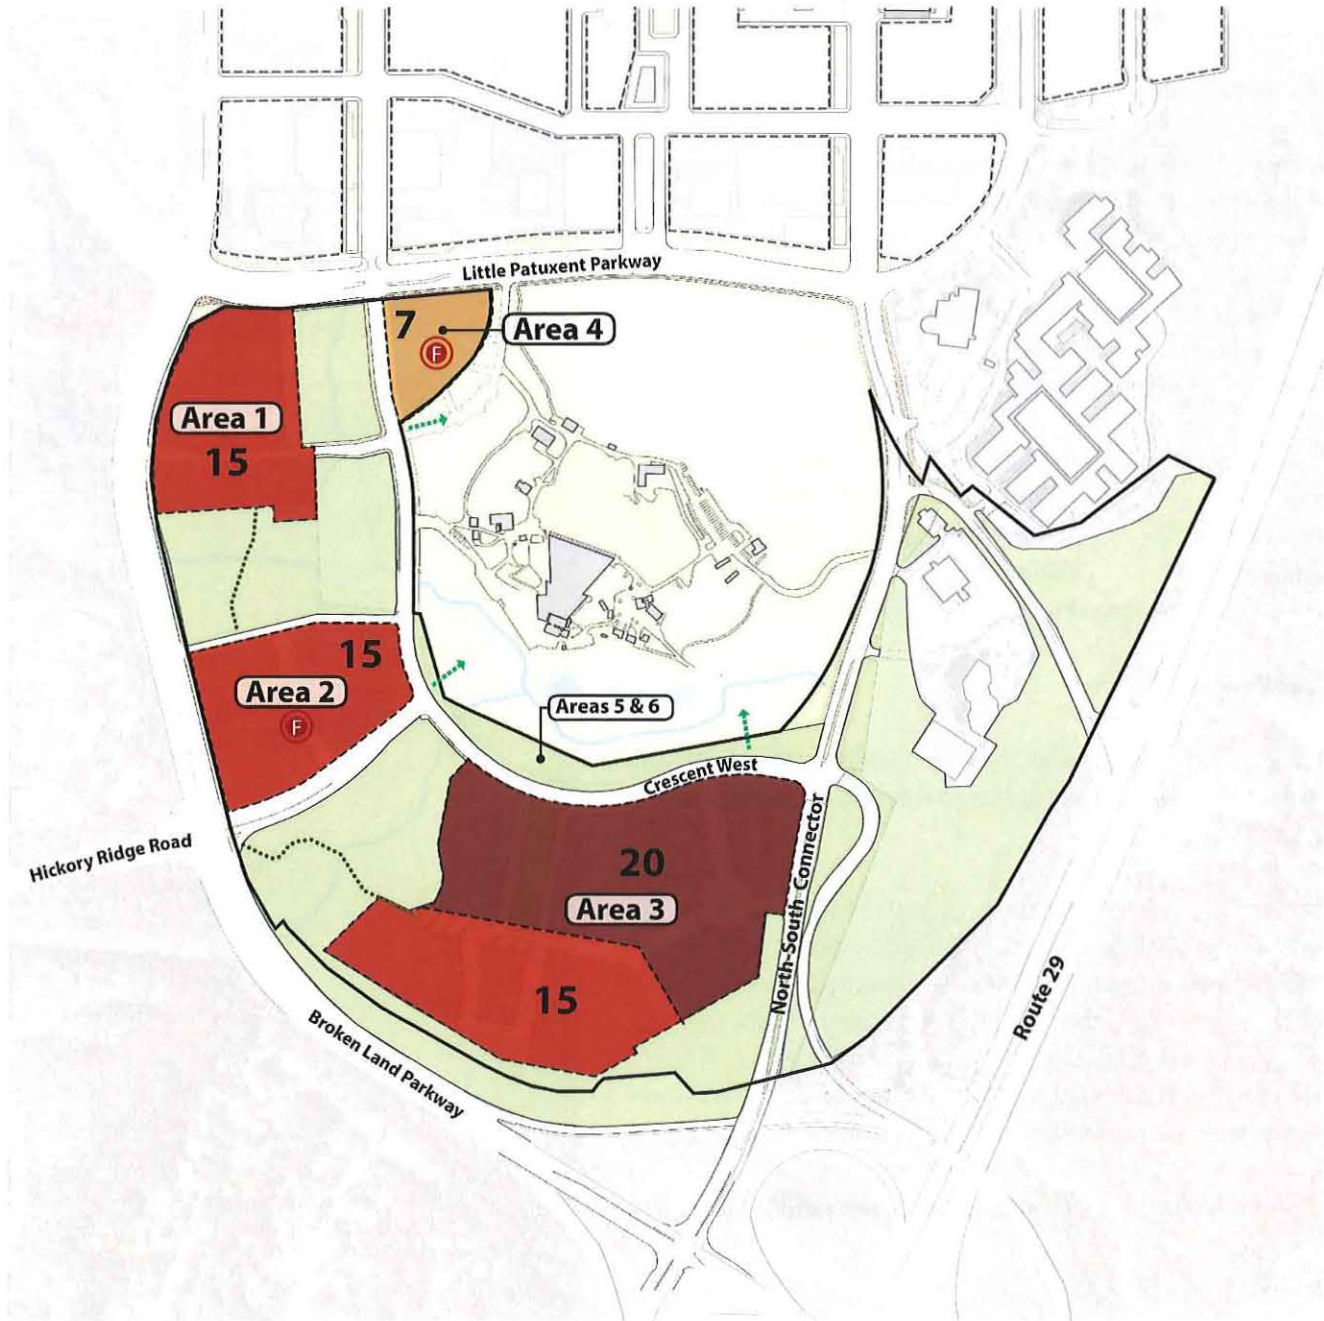 Little Patuxent Parkway
7
Area 4
F
Area 1
15
15
Area 2
F
Areas 5 & 6
Crescent West
Hickory Ridge Road
20
Area 3
North-South Connector
15
Route 29
Broken Land Parkway